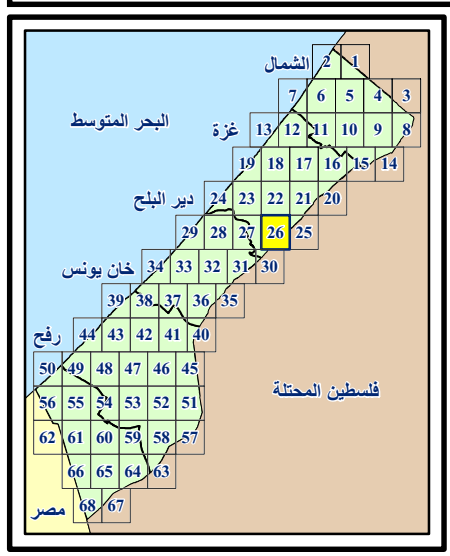 الشمال
2 1
7 6 5 4 3
البحر المتوسط
غزة
13 12 11 10 9 8
19 18 17 16 15 14
دير البلح
24 23 22 21 20
29 28 27 26 25
خان يونس
34 33 32 31 30
39 38 37 36 35
رفح
44 43 42 41 40
50 49 48 47 46 45
فلسطين المحتلة
56 55 54 53 52 51
62 61 60 59 58 57
66 65 64 63
مصر
68 67